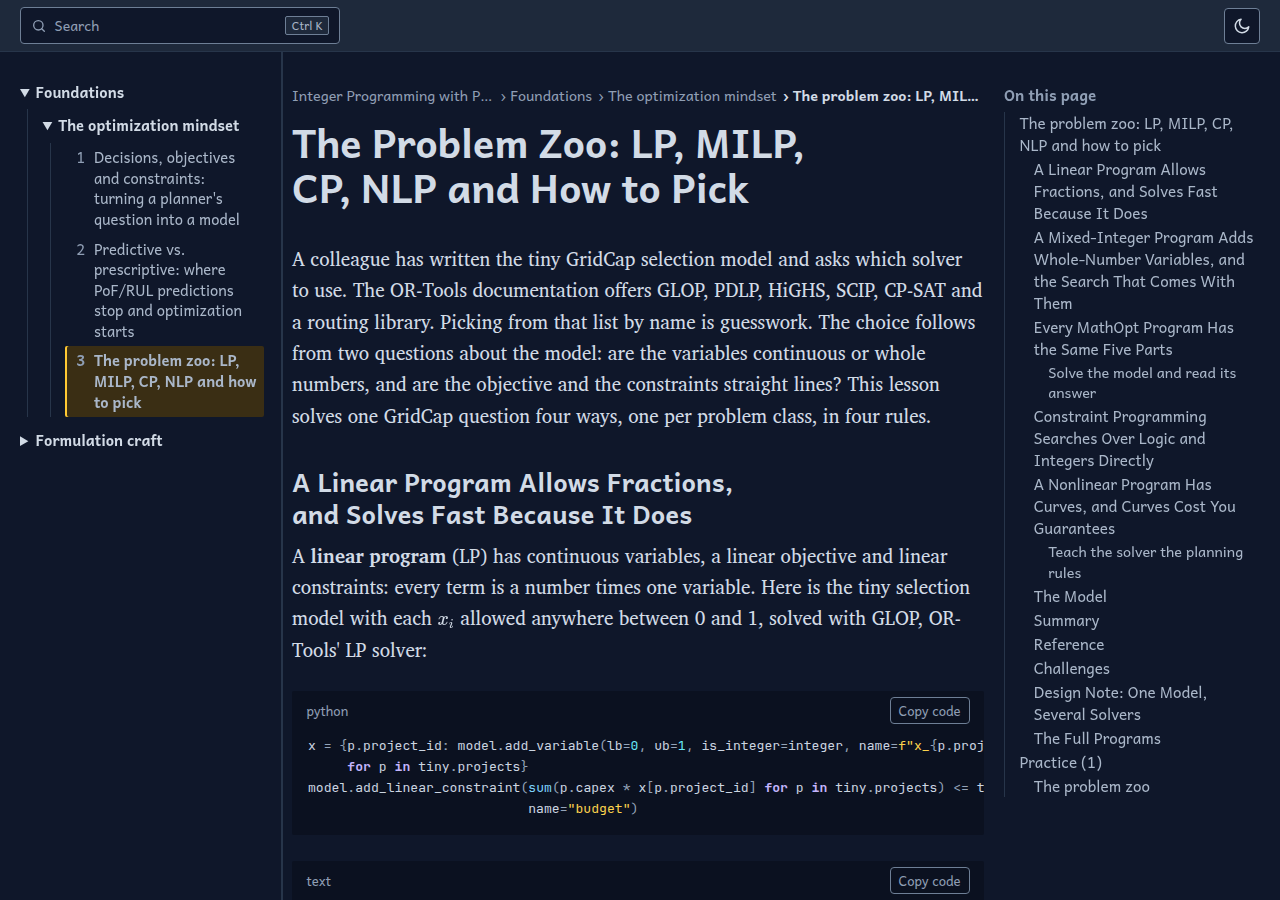 Search
Ctrl K
Foundations
The optimization mindset
1 Decisions, objectives
and constraints:
turning a planner's
question into a model
2 Predictive vs.
prescriptive: where
PoF/RUL predictions
stop and optimization
starts
3 The problem zoo: LP,
MILP, CP, NLP and how
to pick
Formulation craft
Integer Programming with P... › Foundations › The optimization mindset › The problem zoo: LP, MIL...
The Problem Zoo: LP, MILP,
CP, NLP and How to Pick
A colleague has written the tiny GridCap selection model and asks which solver
to use. The OR-Tools documentation offers GLOP, PDLP, HiGHS, SCIP, CP-SAT and
a routing library. Picking from that list by name is guesswork. The choice follows
from two questions about the model: are the variables continuous or whole
numbers, and are the objective and the constraints straight lines? This lesson
solves one GridCap question four ways, one per problem class, in four rules.
A Linear Program Allows Fractions,
and Solves Fast Because It Does
A linear program (LP) has continuous variables, a linear objective and linear
constraints: every term is a number times one variable. Here is the tiny selection
model with each x_i allowed anywhere between 0 and 1, solved with GLOP, OR-
Tools' LP solver:
python
Copy code
x = {p.project_id: model.add_variable(lb=0, ub=1, is_integer=integer, name=f"x_{p.proj
for p in tiny.projects}
model.add_linear_constraint(sum(p.capex * x[p.project_id] for p in tiny.projects) <= t
name="budget")
text
Copy code
On this page
The problem zoo: LP, MILP, CP,
NLP and how to pick
A Linear Program Allows
Fractions, and Solves Fast
Because It Does
A Mixed-Integer Program Adds
Whole-Number Variables, and
the Search That Comes With
Them
Every MathOpt Program Has
the Same Five Parts
Solve the model and read its
answer
Constraint Programming
Searches Over Logic and
Integers Directly
A Nonlinear Program Has
Curves, and Curves Cost You
Guarantees
Teach the solver the planning
rules
The Model
Summary
Reference
Challenges
Design Note: One Model,
Several Solvers
The Full Programs
Practice (1)
The problem zoo